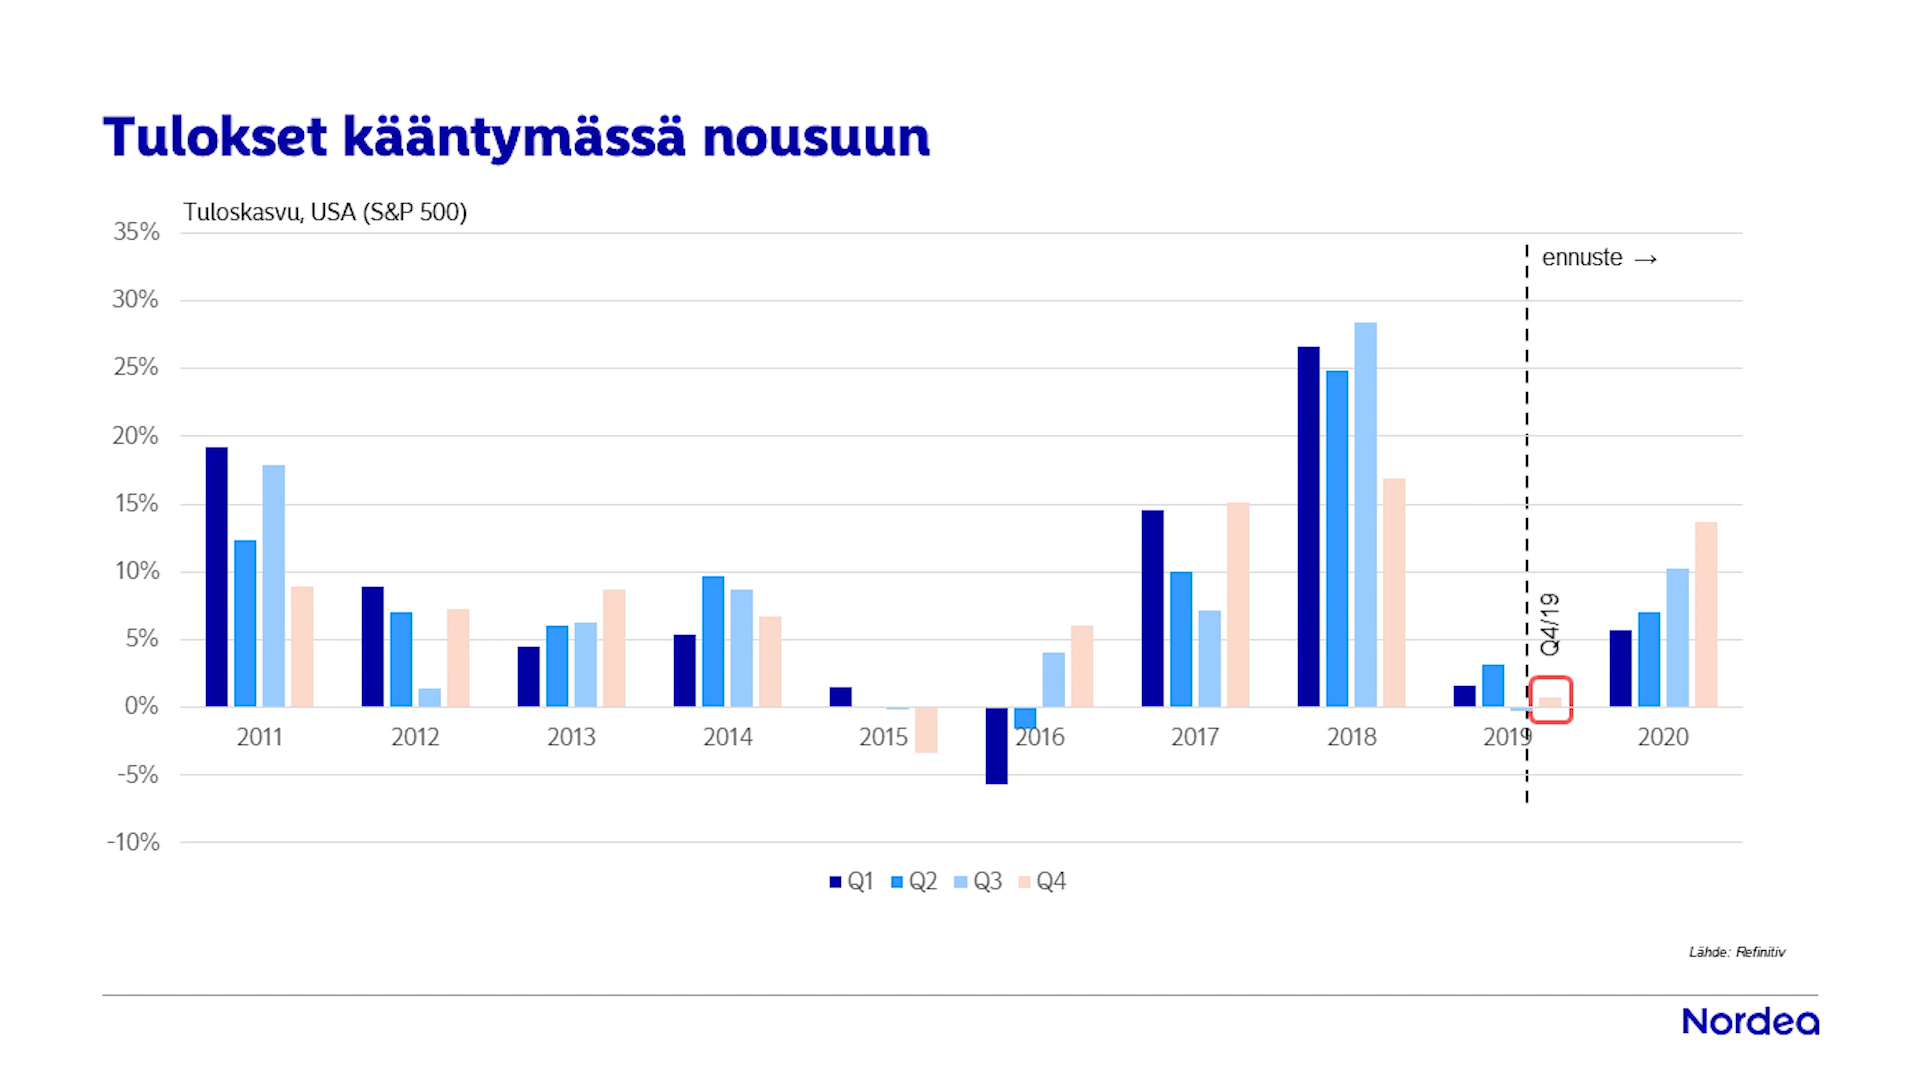 Tulokset kääntymässä nousuun
Tuloskasvu, USA (S&P 500)
35%
30%
25%
20%
15%
10%
5%
0%
-5%
-10%
ennuste →
Q4/19
2011 2012 2013 2014 2015 2016 2017 2018 2019 2020
Q1 Q2 Q3 Q4
Lähde: Refinitiv
Nordea